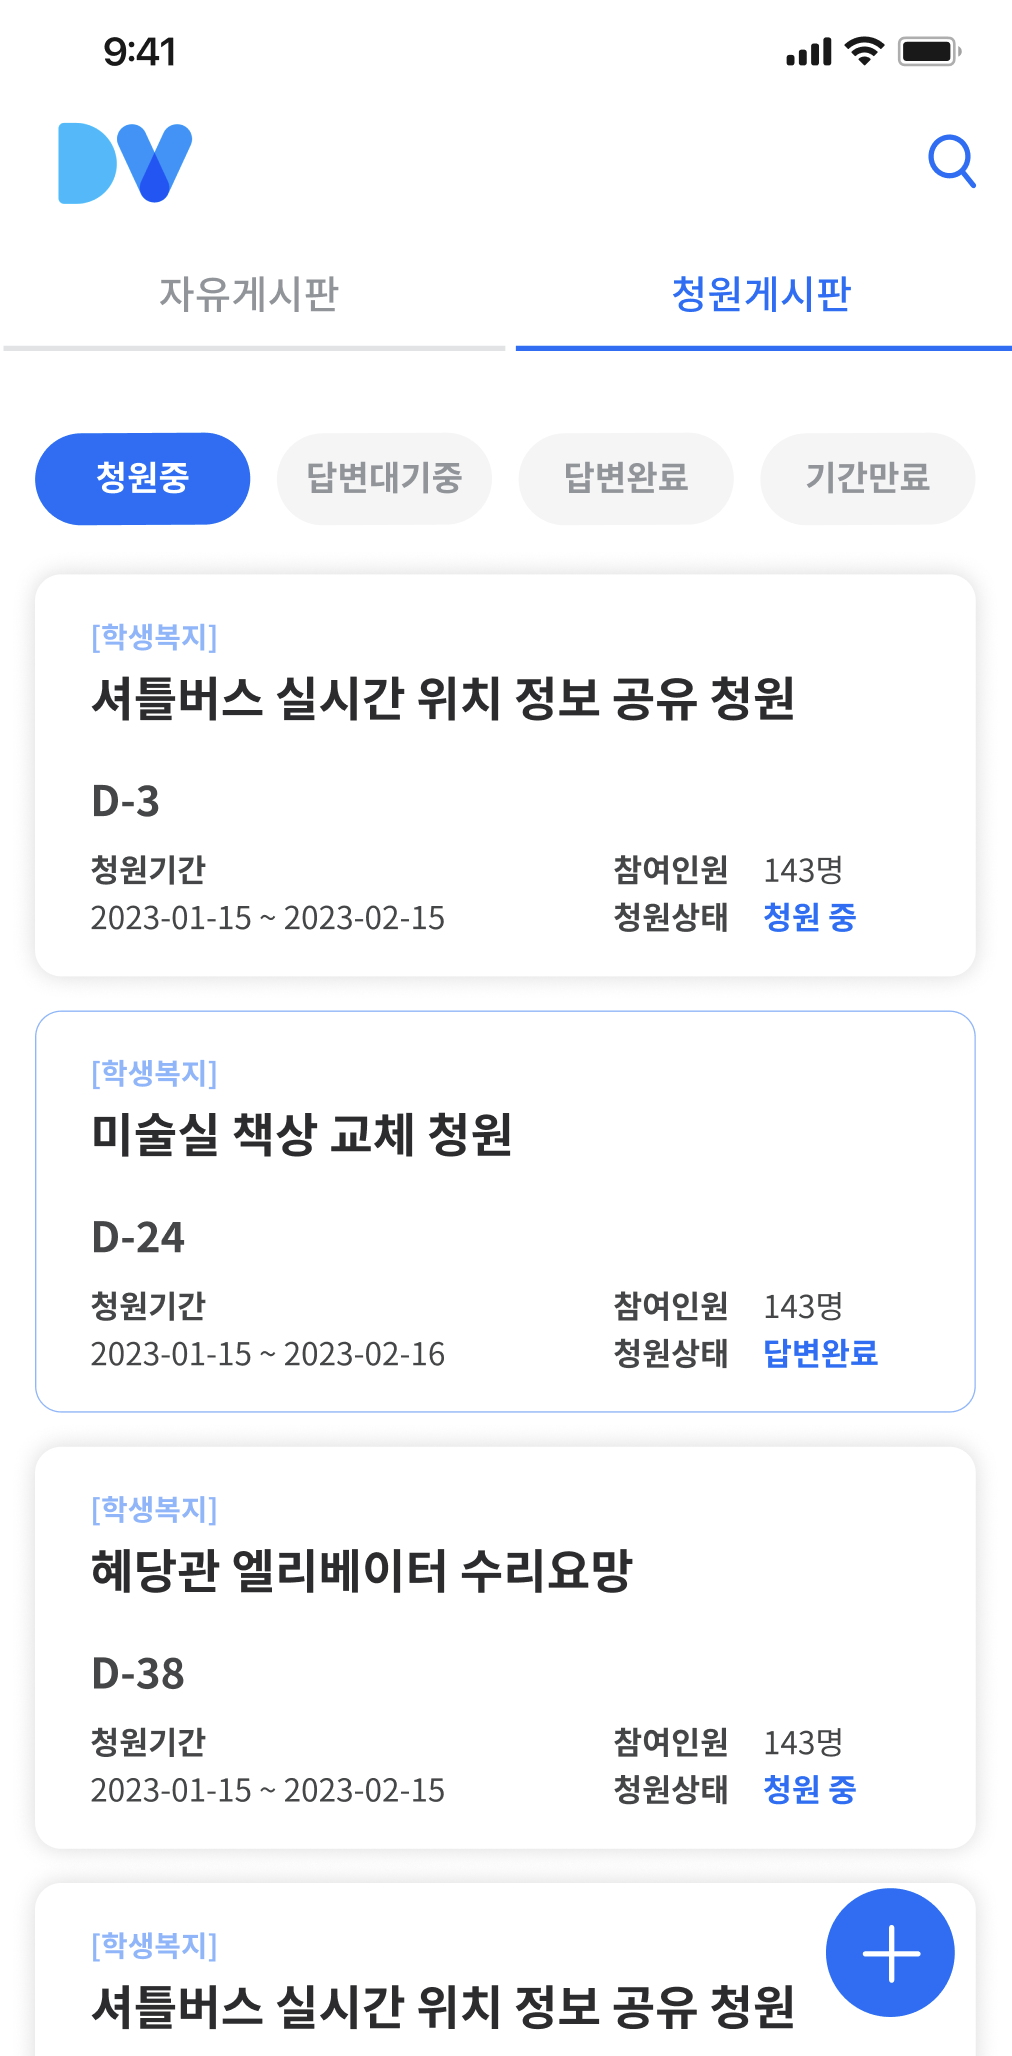 9:41
DV
자유게시판 청원게시판
청원중 답변대기중 답변완료 기간만료
[학생복지]
셔틀버스 실시간 위치 정보 공유 청원
D-3
청원기간 참여인원 143명
2023-01-15 ~ 2023-02-15 청원상태 청원 중
[학생복지]
미술실 책상 교체 청원
D-24
청원기간 참여인원 143명
2023-01-15 ~ 2023-02-16 청원상태 답변완료
[학생복지]
혜당관 엘리베이터 수리요망
D-38
청원기간 참여인원 143명
2023-01-15 ~ 2023-02-15 청원상태 청원 중
[학생복지]
셔틀버스 실시간 위치 정보 공유 청원